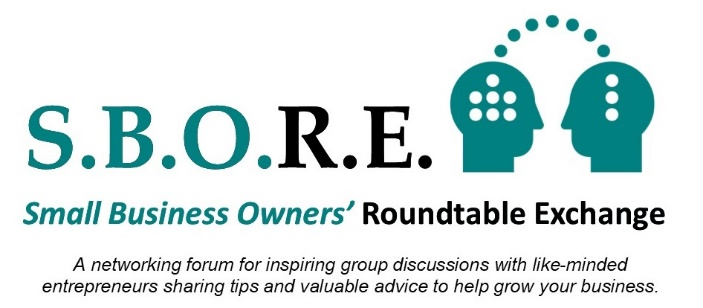 S.B.O.R.E.
Small Business Owners’ Roundtable Exchange
A networking forum for inspiring group discussions with like-minded
entrepreneurs sharing tips and valuable advice to help grow your business.